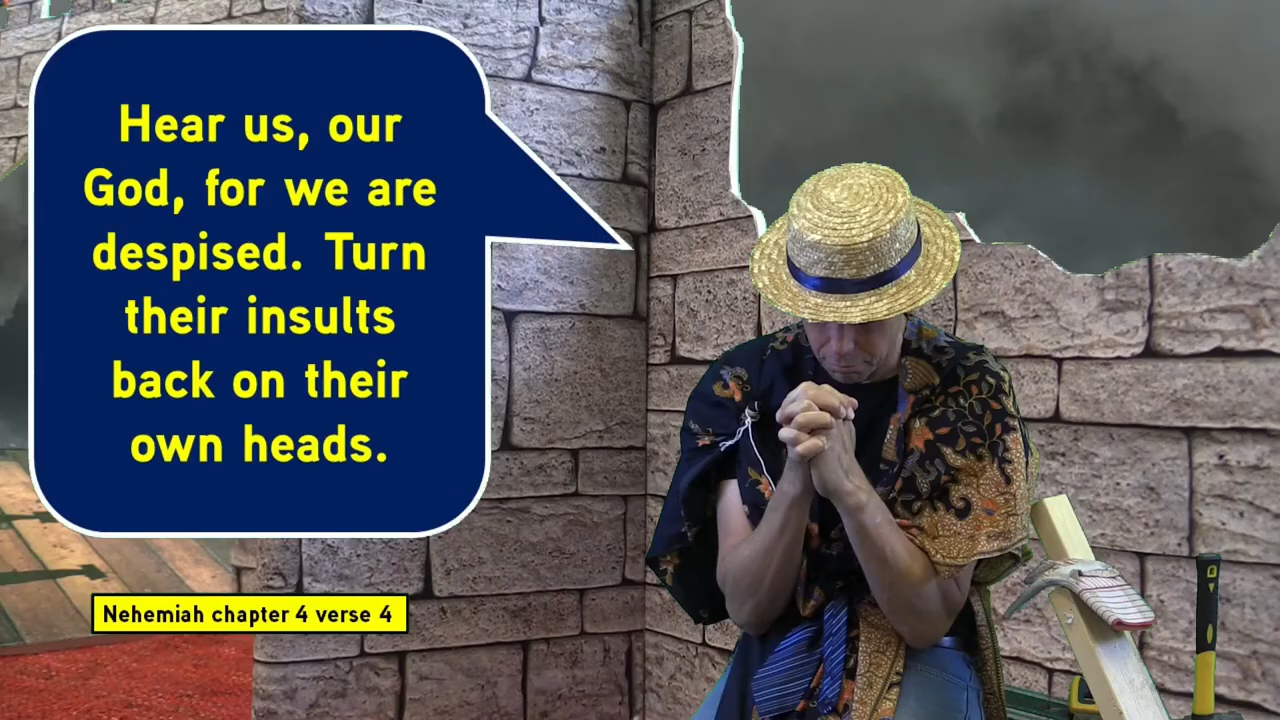 Hear us, our
God, for we are
despised. Turn
their insults
back on their
own heads.
Nehemiah chapter 4 verse 4